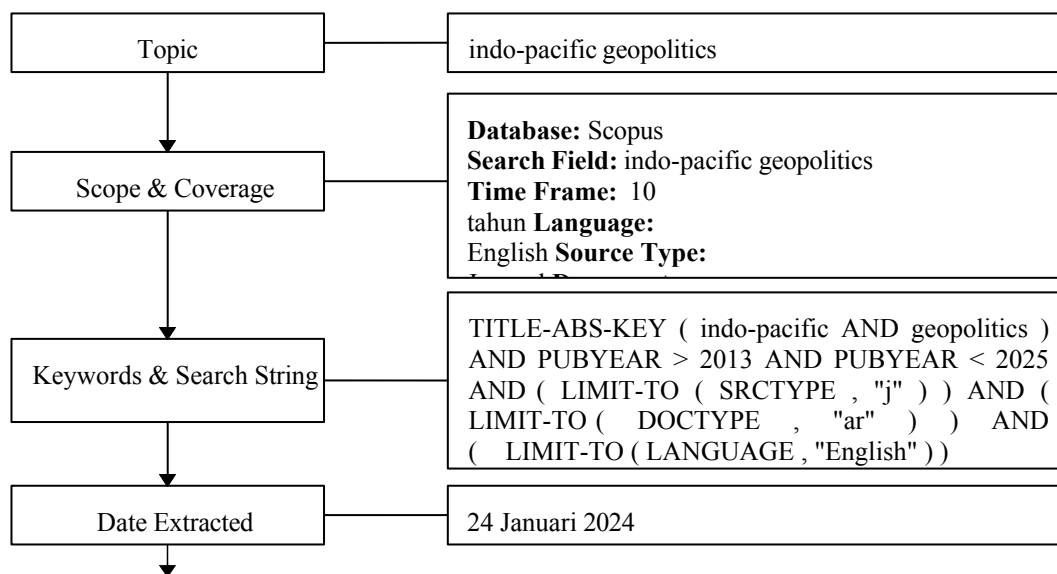 Topic
indo-pacific geopolitics
Scope & Coverage
Database: Scopus
Search Field: indo-pacific geopolitics
Time Frame: 10
tahun Language:
English Source Type:
Keywords & Search String
TITLE-ABS-KEY ( indo-pacific AND geopolitics )
AND PUBYEAR > 2013 AND PUBYEAR < 2025
AND ( LIMIT-TO ( SRCTYPE , "j" ) ) AND (
LIMIT-TO ( DOCTYPE , "ar" ) ) AND
( LIMIT-TO ( LANGUAGE , "English" ) )
Date Extracted
24 Januari 2024